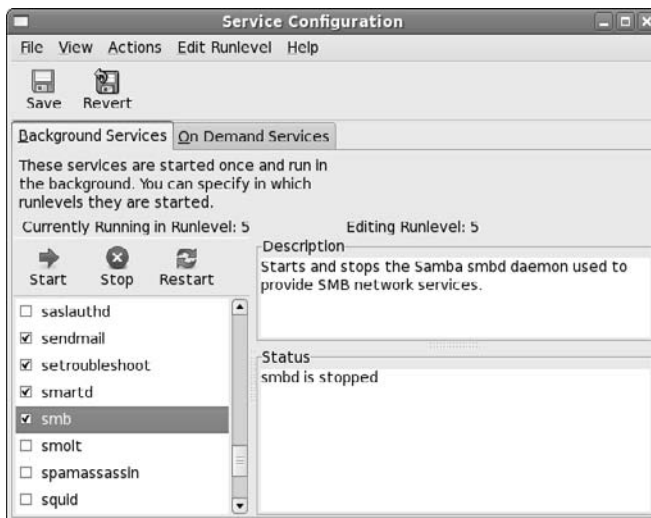 Service Configuration
File View Actions Edit Runlevel Help
Save Revert
Background Services On Demand Services
These services are started once and run in
the background. You can specify in which
runlevels they are started.
Currently Running in Runlevel: 5 Editing Runlevel: 5
Start Stop Restart
saslauthd
sendmail
setroubleshoot
smartd
smb
smolt
spamassassin
squid
Description
Starts and stops the Samba smbd daemon used to
provide SMB network services.
Status
smbd is stopped